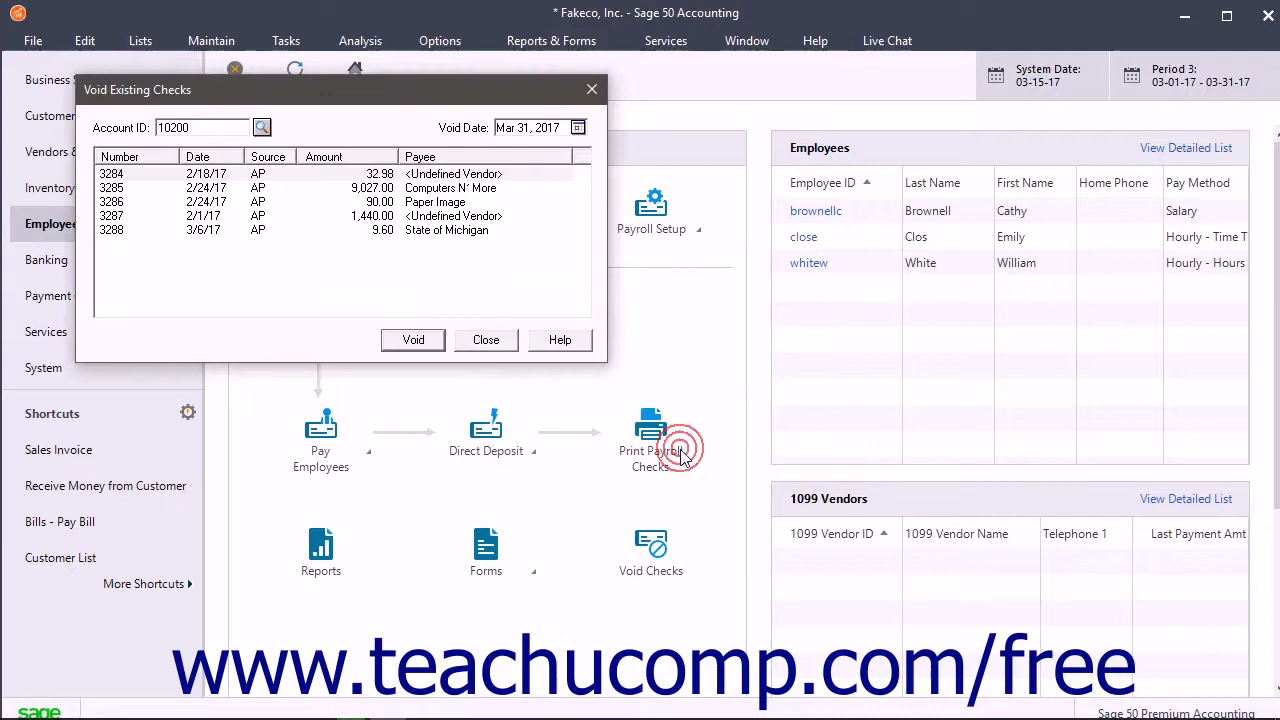 * Fakeco, Inc. - Sage 50 Accounting
File Edit Lists Maintain Tasks Analysis Options Reports & Forms Services Window Help Live Chat
System Date:
03-15-17
Period 3:
03-01-17 - 03-31-17
Business
Customer
Vendors &
Inventory
Employee
Banking
Payment
Services
System
Shortcuts
Sales Invoice
Receive Money from Customer
Bills - Pay Bill
Customer List
More Shortcuts
Void Existing Checks
Account ID: 10200 Void Date: Mar 31, 2017
Number Date Source Amount Payee
3284 2/18/17 AP 32.98 <Undefined Vendor>
3285 2/24/17 AP 9,027.00 Computers N' More
3286 2/24/17 AP 90.00 Paper Image
3287 2/1/17 AP 1,440.00 <Undefined Vendor>
3288 3/6/17 AP 9.60 State of Michigan
Void Close Help
Payroll Setup
Pay
Employees
Direct Deposit
Print Payroll
Checks
Reports
Forms
Void Checks
Employees View Detailed List
Employee ID Last Name First Name Home Phone Pay Method
brownellc Brownell Cathy Salary
close Clos Emily Hourly - Time T
whitew White William Hourly - Hours
1099 Vendors View Detailed List
1099 Vendor ID 1099 Vendor Name Telephone 1 Last Payment Amt
www.teachucomp.com/free
sage
Sage 50 Premium Accounting